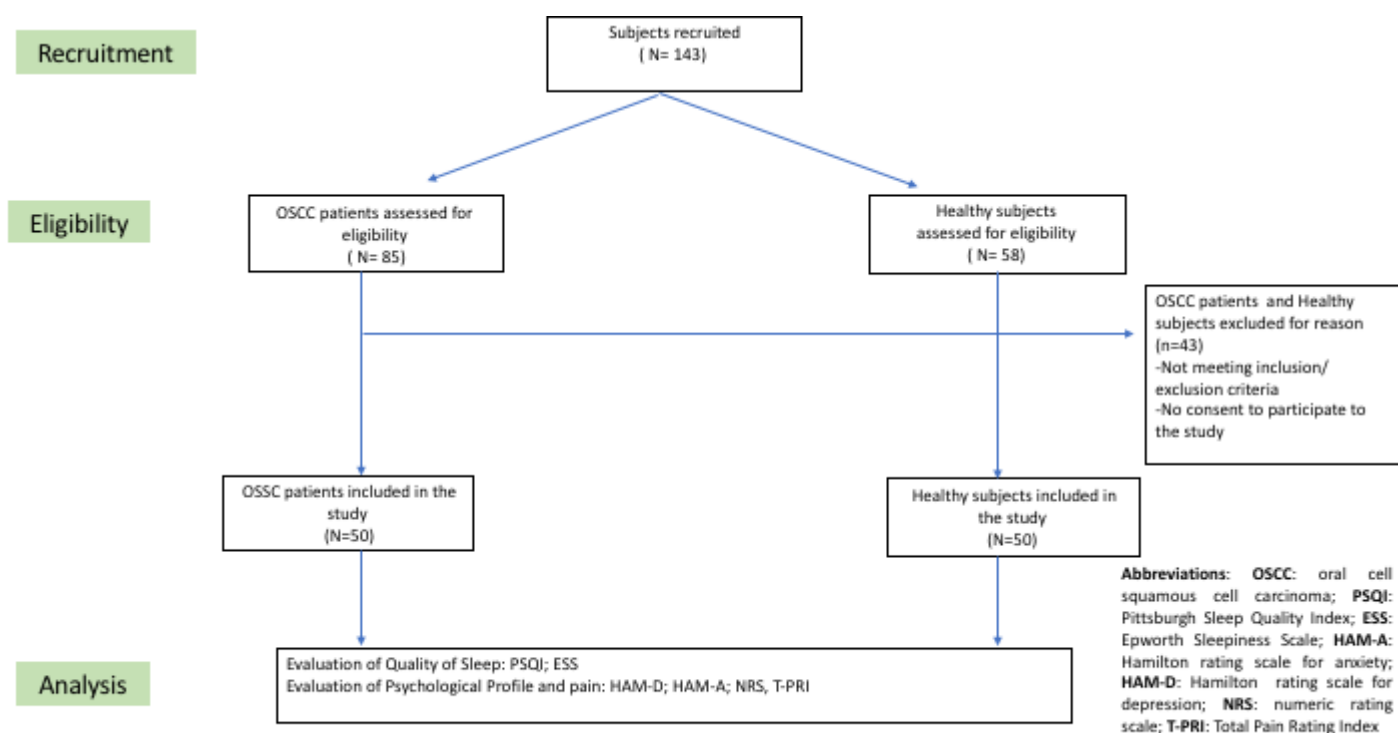 Recruitment
Subjects recruited
( N= 143)
Eligibility
OSCC patients assessed for
eligibility
( N= 85)
Healthy subjects
assessed for eligibility
( N= 58)
OSCC patients and Healthy
subjects excluded for reason
(n=43)
-Not meeting inclusion/
exclusion criteria
-No consent to participate to
the study
OSSC patients included in the
study
(N=50)
Healthy subjects included in
the study
(N=50)
Analysis
Evaluation of Quality of Sleep: PSQI; ESS
Evaluation of Psychological Profile and pain: HAM-D; HAM-A; NRS, T-PRI
Abbreviations: OSCC: oral cell
squamous cell carcinoma; PSQI:
Pittsburgh Sleep Quality Index; ESS:
Epworth Sleepiness Scale; HAM-A:
Hamilton rating scale for anxiety;
HAM-D: Hamilton rating scale for
depression; NRS: numeric rating
scale; T-PRI: Total Pain Rating Index